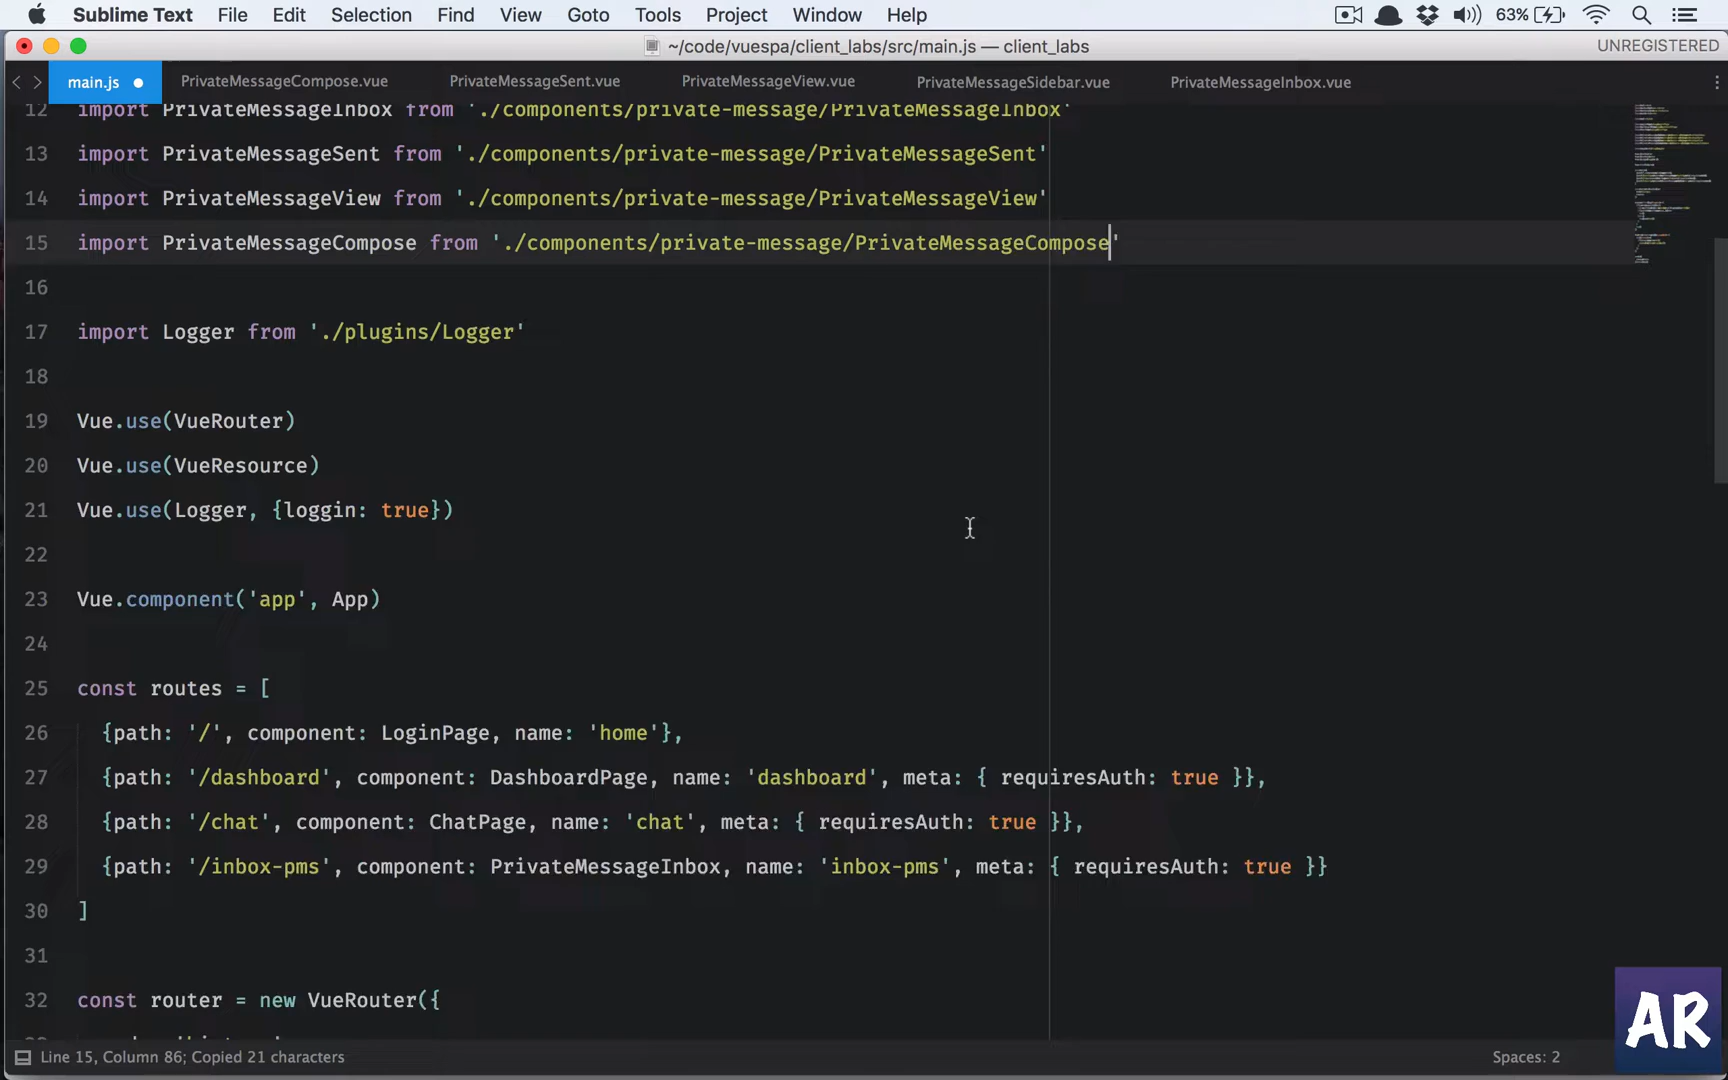 Sublime Text File Edit Selection Find View Goto Tools Project Window Help 63%
~/code/vuespa/client_labs/src/main.js — client_labs UNREGISTERED
main.js PrivateMessageCompose.vue PrivateMessageSent.vue PrivateMessageView.vue PrivateMessageSidebar.vue PrivateMessageInbox.vue
12 import PrivateMessageInbox from './components/private-message/PrivateMessageInbox'
13 import PrivateMessageSent from './components/private-message/PrivateMessageSent'
14 import PrivateMessageView from './components/private-message/PrivateMessageView'
15 import PrivateMessageCompose from './components/private-message/PrivateMessageCompose'
16
17 import Logger from './plugins/Logger'
18
19 Vue.use(VueRouter)
20 Vue.use(VueResource)
21 Vue.use(Logger, {loggin: true})
22
23 Vue.component('app', App)
24
25 const routes = [
26 {path: '/', component: LoginPage, name: 'home'},
27 {path: '/dashboard', component: DashboardPage, name: 'dashboard', meta: { requiresAuth: true }},
28 {path: '/chat', component: ChatPage, name: 'chat', meta: { requiresAuth: true }},
29 {path: '/inbox-pms', component: PrivateMessageInbox, name: 'inbox-pms', meta: { requiresAuth: true }}
30 ]
31
32 const router = new VueRouter({
Line 15, Column 86; Copied 21 characters Spaces: 2
AR